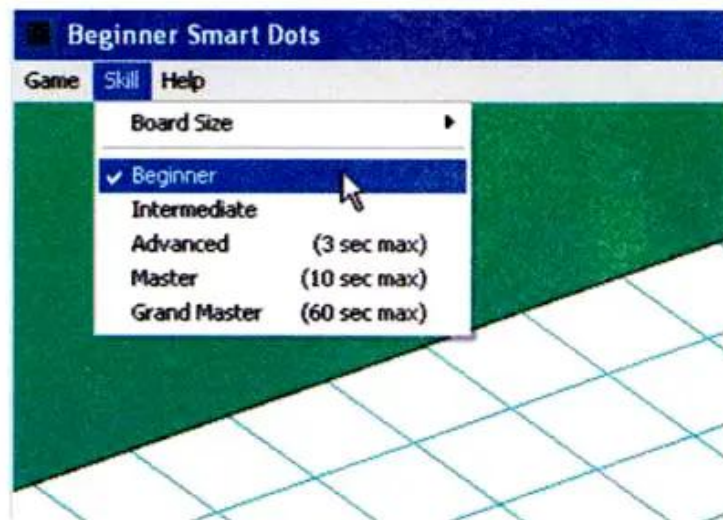 Beginner Smart Dots
Game Skill Help
Board Size
Beginner
Intermediate
Advanced (3 sec max)
Master (10 sec max)
Grand Master (60 sec max)